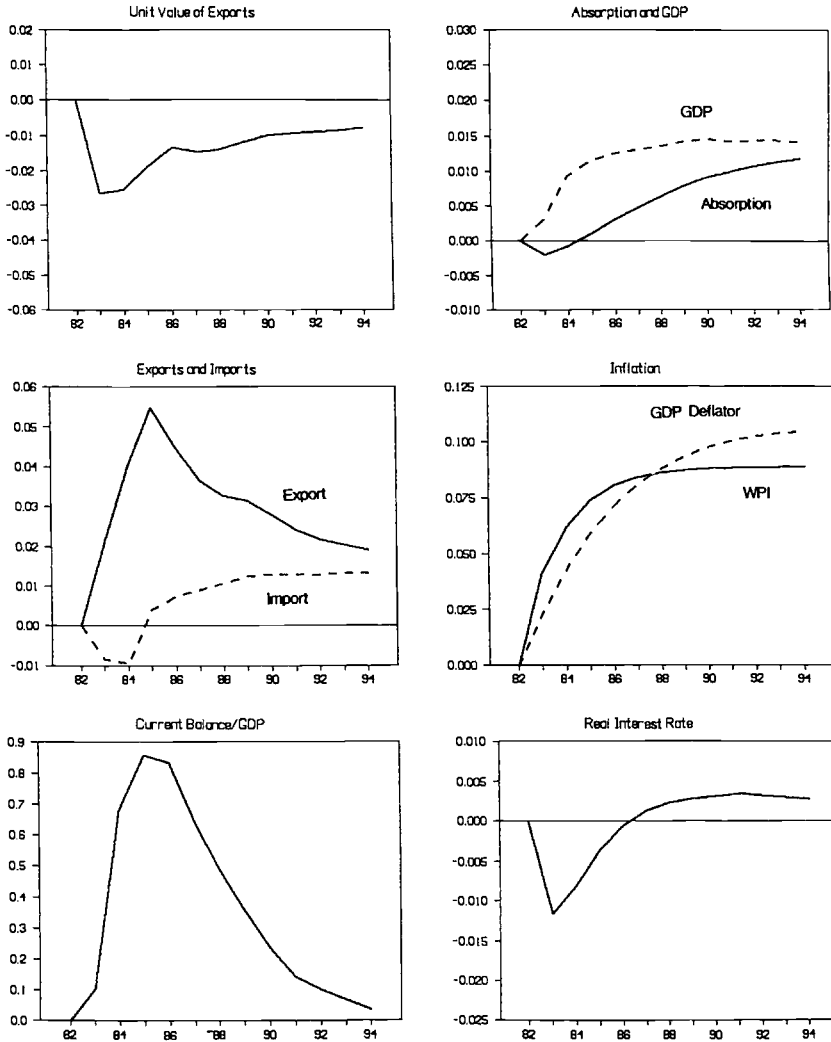 Unit Value of Exports
0.02
0.01
0.00
-0.01
-0.02
-0.03
-0.04
-0.05
-0.06
82 84 86 88 90 92 94
Absorption and GDP
0.030
0.025
0.020
0.015
0.010
0.005
0.000
-0.005
-0.010
GDP
Absorption
82 84 86 88 90 92 94
Exports and Imports
0.06
0.05
0.04
0.03
0.02
0.01
0.00
-0.01
Export
Import
82 84 86 88 90 92 94
Inflation
0.125
0.100
0.075
0.050
0.025
0.000
GDP Deflator
WPI
82 84 86 88 90 92 94
Current Balance/GDP
0.9
0.8
0.7
0.6
0.5
0.4
0.3
0.2
0.1
0.0
82 84 86 88 90 92 94
Real Interest Rate
0.010
0.005
0.000
-0.005
-0.010
-0.015
-0.020
-0.025
82 84 86 88 90 92 94